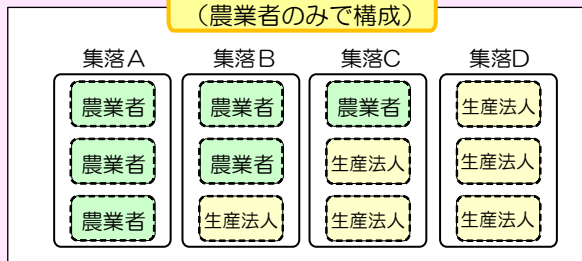 （農業者のみで構成）
集落Ａ 集落Ｂ 集落Ｃ 集落Ｄ
農業者 農業者 農業者 生産法人
農業者 農業者 生産法人 生産法人
農業者 生産法人 生産法人 生産法人